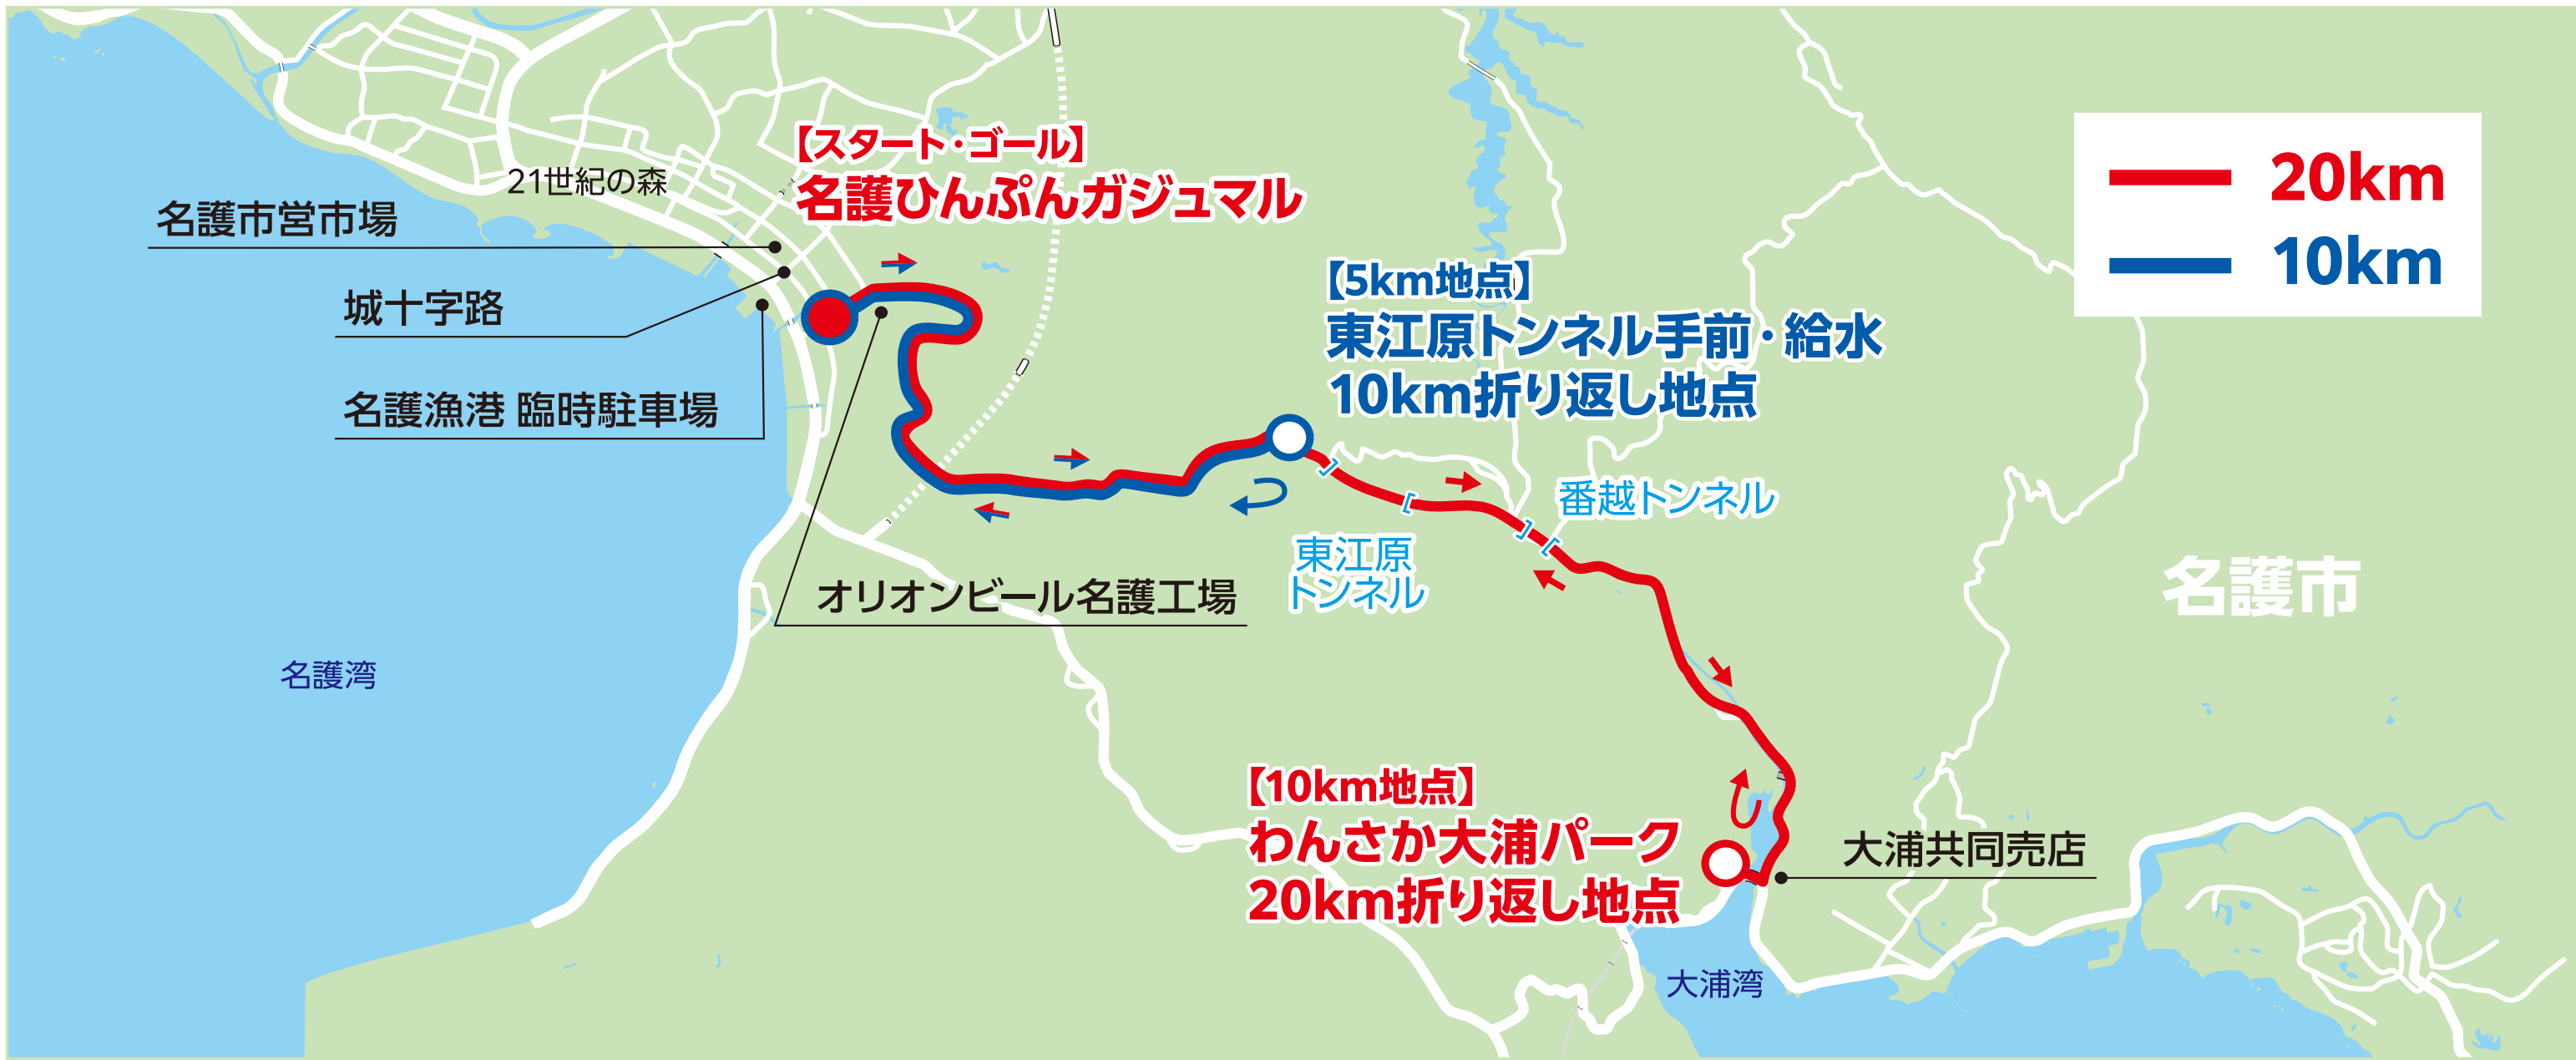 【スタート・ゴール】
名護ひんぷんガジュマル
21世紀の森
名護市営市場
城十字路
名護漁港 臨時駐車場
20km
10km
【5km地点】
東江原トンネル手前・給水
10km折り返し地点
番越トンネル
東江原
トンネル
オリオンビール名護工場
名護市
名護湾
【10km地点】
わんさか大浦パーク
20km折り返し地点
大浦共同売店
大浦湾